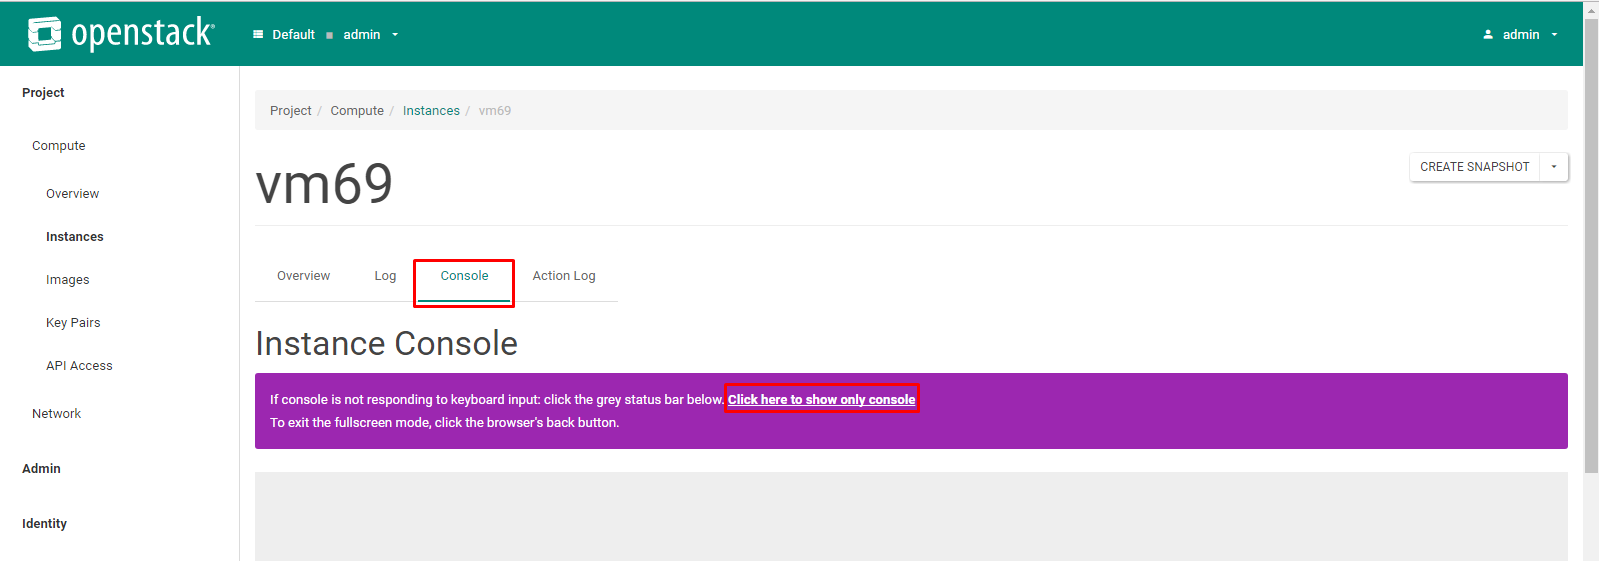 openstack® Default admin admin
Project
Project / Compute / Instances / vm69
Compute
vm69
CREATE SNAPSHOT
Overview
Instances
Overview Log Console Action Log
Images
Key Pairs
Instance Console
API Access
If console is not responding to keyboard input: click the grey status bar below. Click here to show only console
To exit the fullscreen mode, click the browser's back button.
Network
Admin
Identity